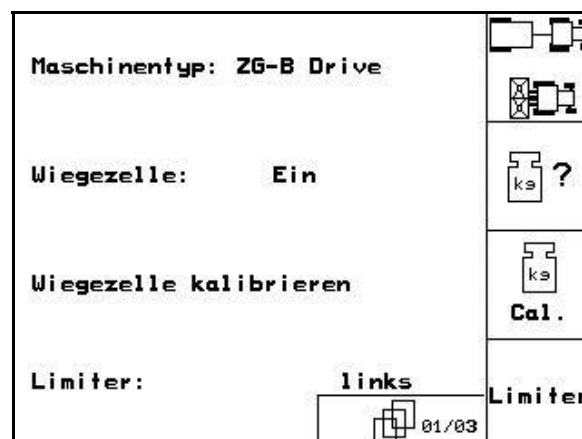 Maschinentyp: ZG-B Drive
Wiegezelle: Ein
kg ?
Wiegezelle kalibrieren
kg
Cal.
Limiter: links
Limiter
01/03